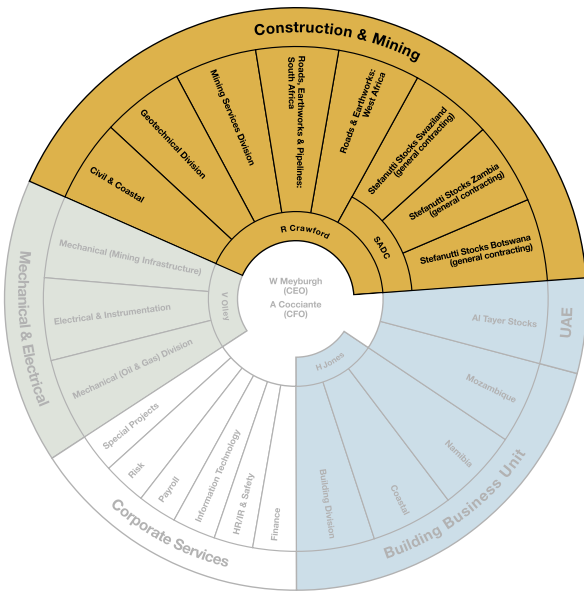 Construction & Mining
Civil & Coastal
Geotechnical Division
Mining Services Division
Roads, Earthworks & Pipelines:
South Africa
Roads & Earthworks:
West Africa
Stefanutti Stocks Swaziland
(general contracting)
Stefanutti Stocks Zambia
(general contracting)
Stefanutti Stocks Botswana
(general contracting)
R Crawford
SADC
W Meyburgh
(CEO)
A Cocciante
(CFO)
Mechanical & Electrical
Mechanical (Mining Infrastructure)
Electrical & Instrumentation
Mechanical (Oil & Gas) Division
V Olley
UAE
Al Tayer Stocks
Building Business Unit
H Jones
Mozambique
Namibia
Coastal
Building Division
Corporate Services
Special Projects
Risk
Payroll
Information Technology
HR/IR & Safety
Finance